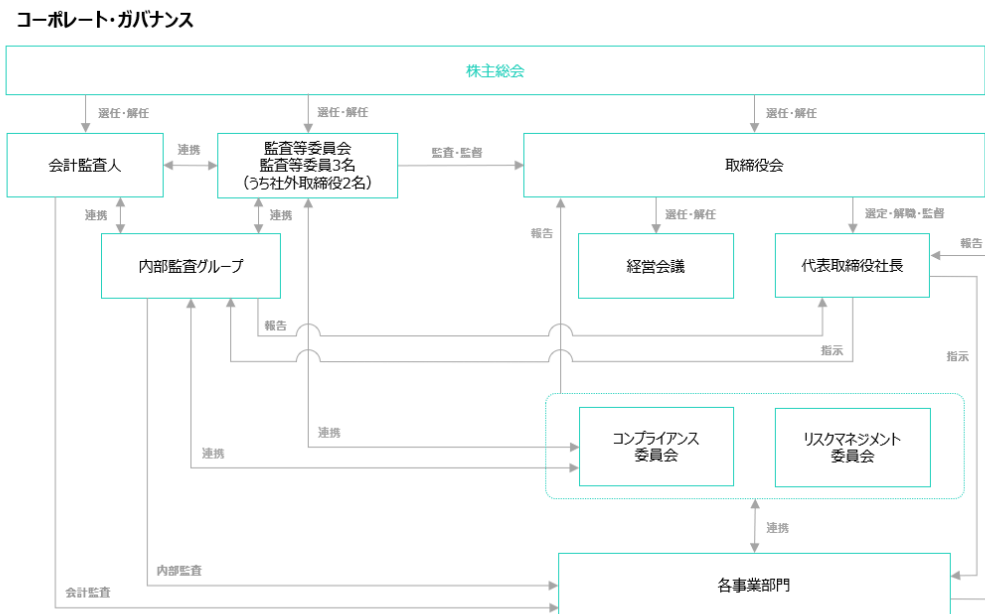 コーポレート・ガバナンス
株主総会
選任・解任
選任・解任
選任・解任
会計監査人
連携
監査等委員会
監査等委員3名
(うち社外取締役2名)
監査・監督
取締役会
連携
連携
報告
選任・解任
選定・解職・監督
内部監査グループ
経営会議
代表取締役社長
報告
報告
指示
指示
コンプライアンス
委員会
リスクマネジメント
委員会
連携
連携
連携
内部監査
会計監査
各事業部門